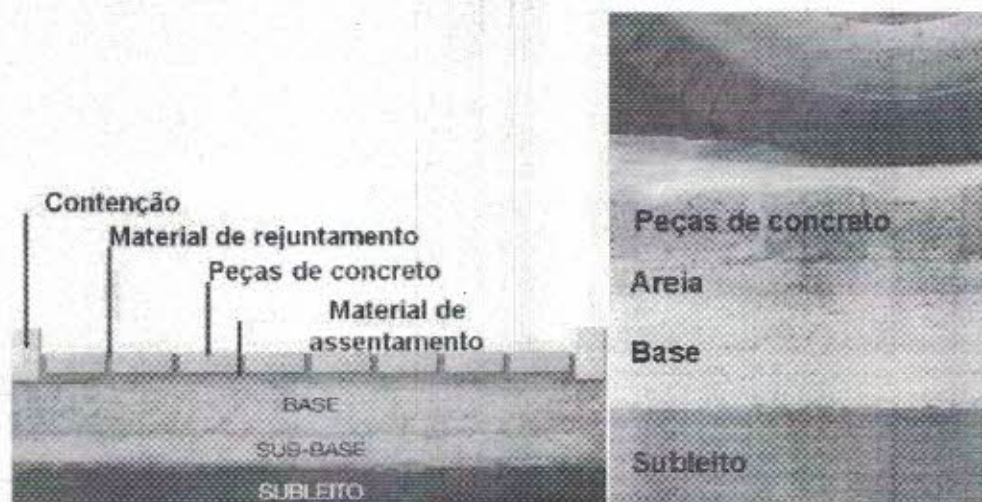 Contenção
Material de rejuntamento
Peças de concreto
Material de
assentamento
BASE
SUB-BASE
SUBLEITO
Peças de concreto
Areia
Base
Subleito